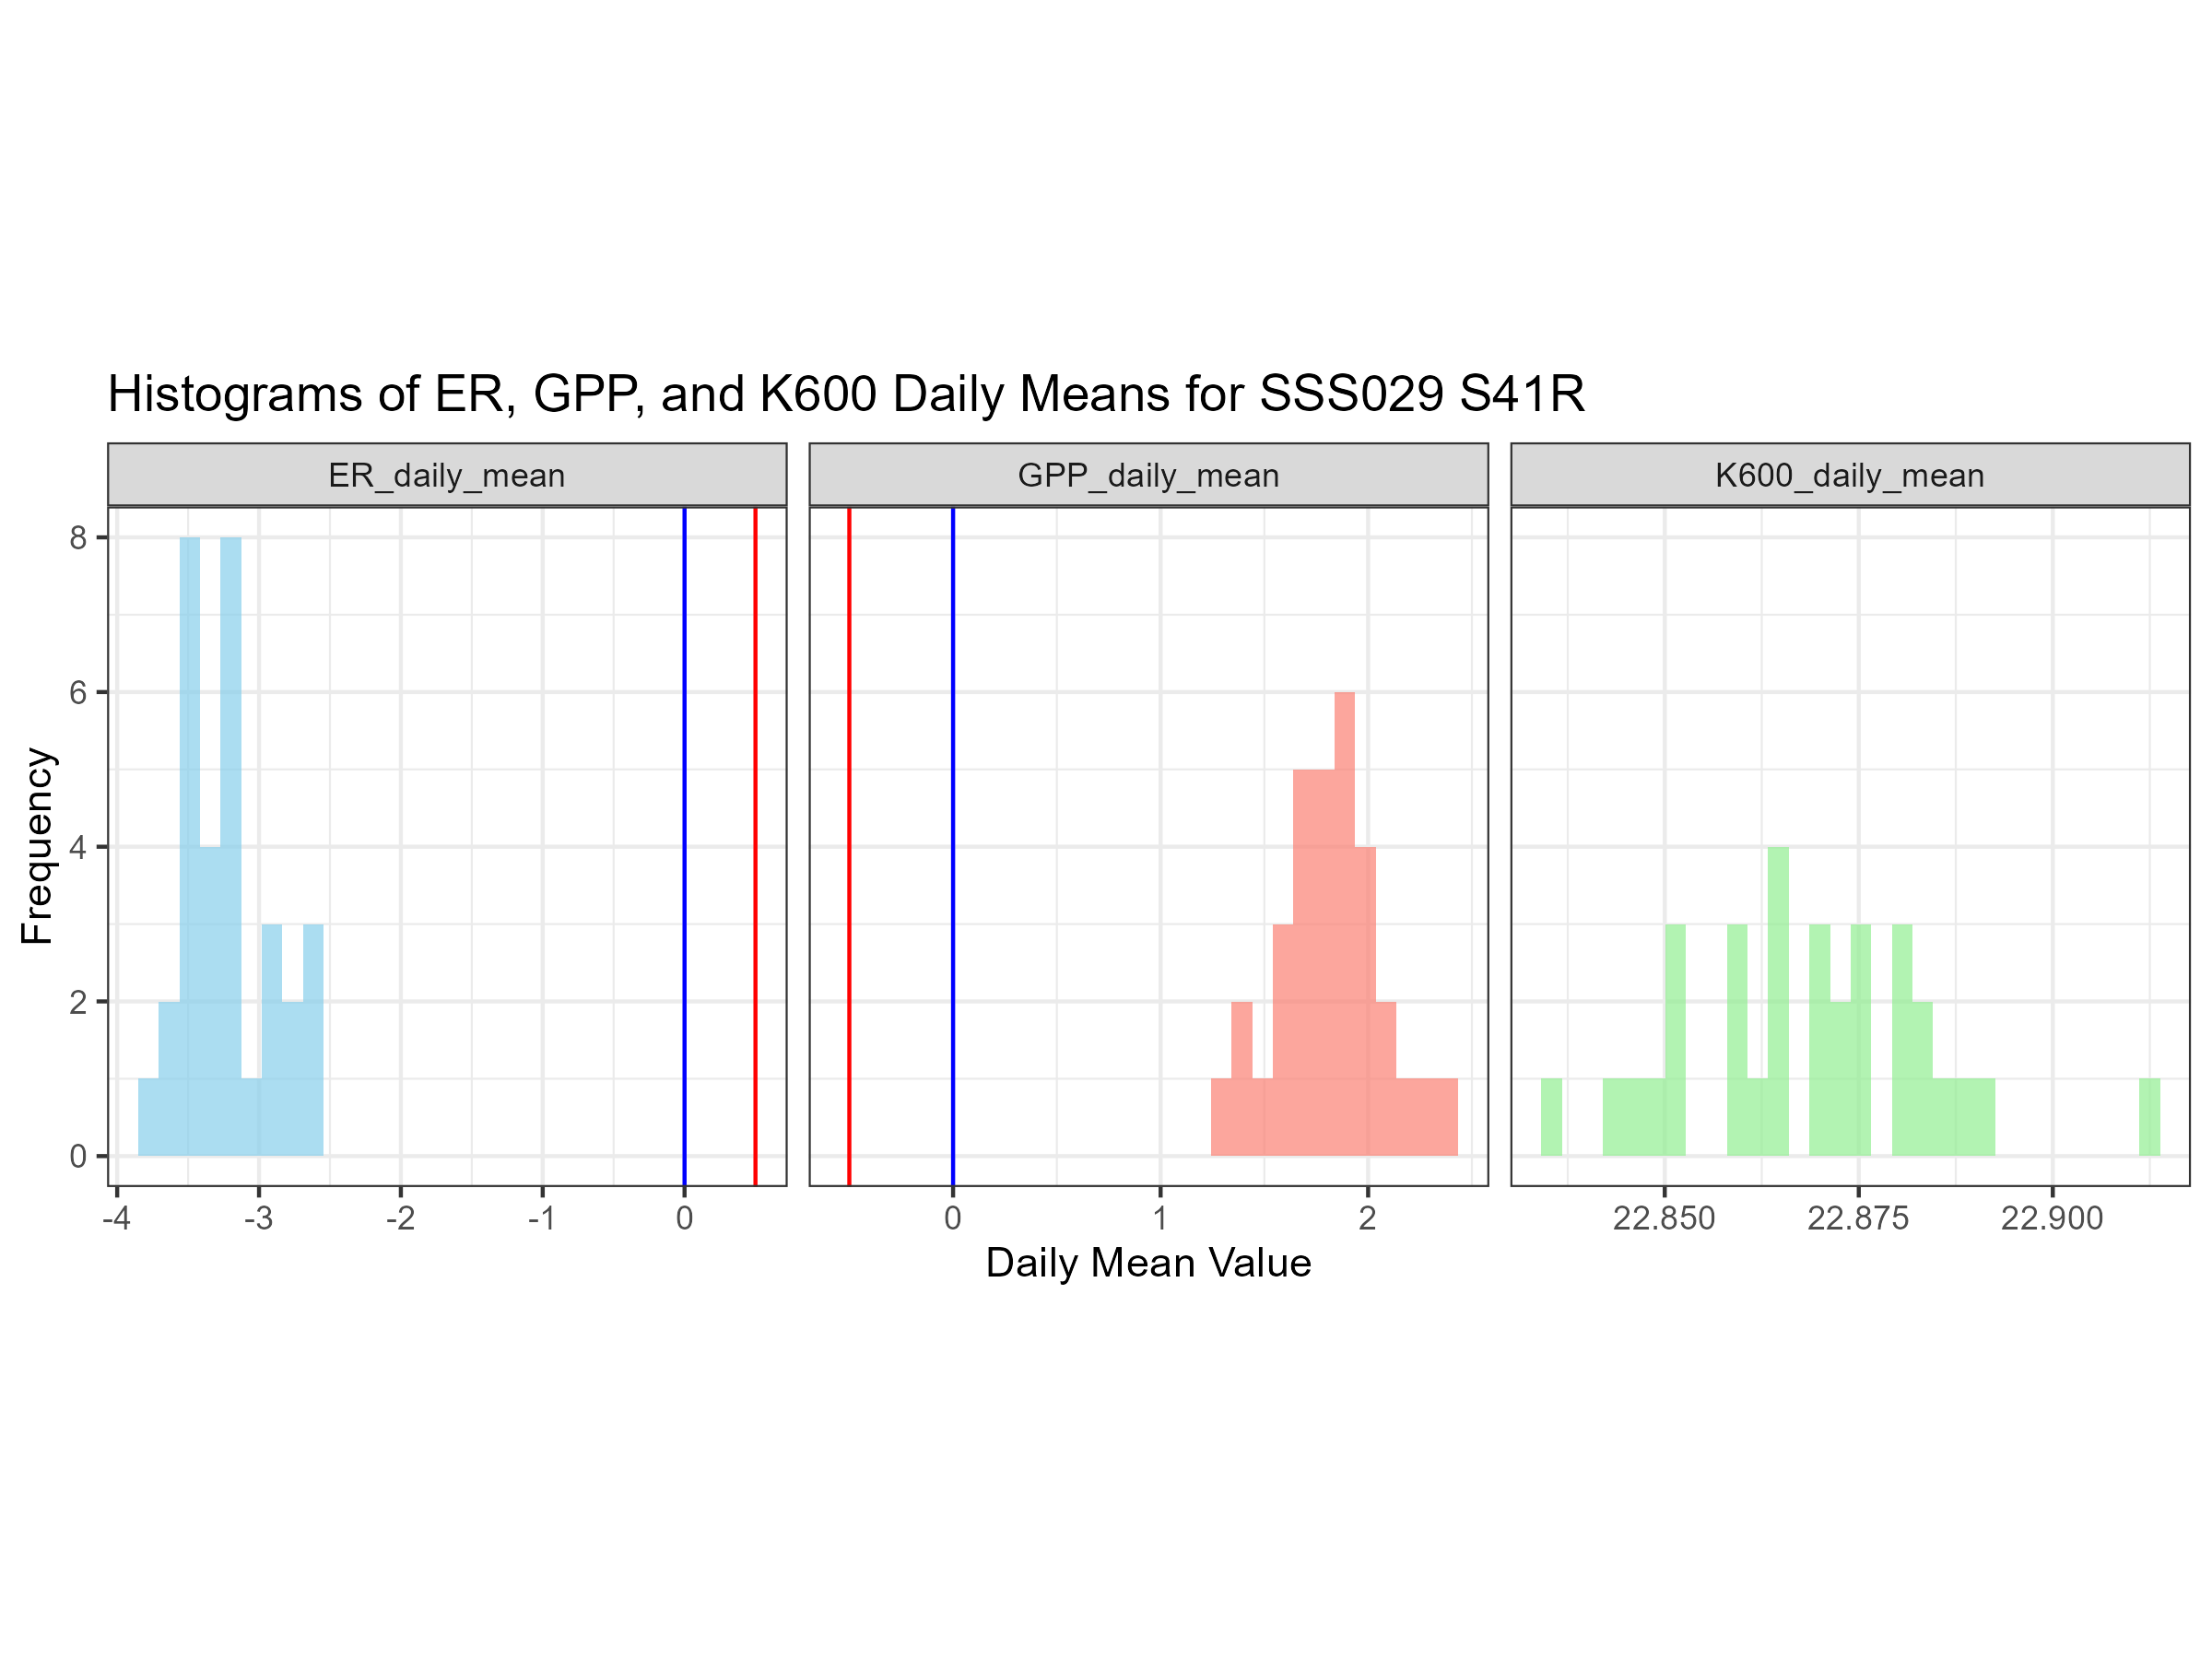 Histograms of ER, GPP, and K600 Daily Means for SSS029 S41R
ER_daily_mean GPP_daily_mean K600_daily_mean
Frequency
8
6
4
2
0
-4 -3 -2 -1 0 0 1 2 22.850 22.875 22.900
Daily Mean Value